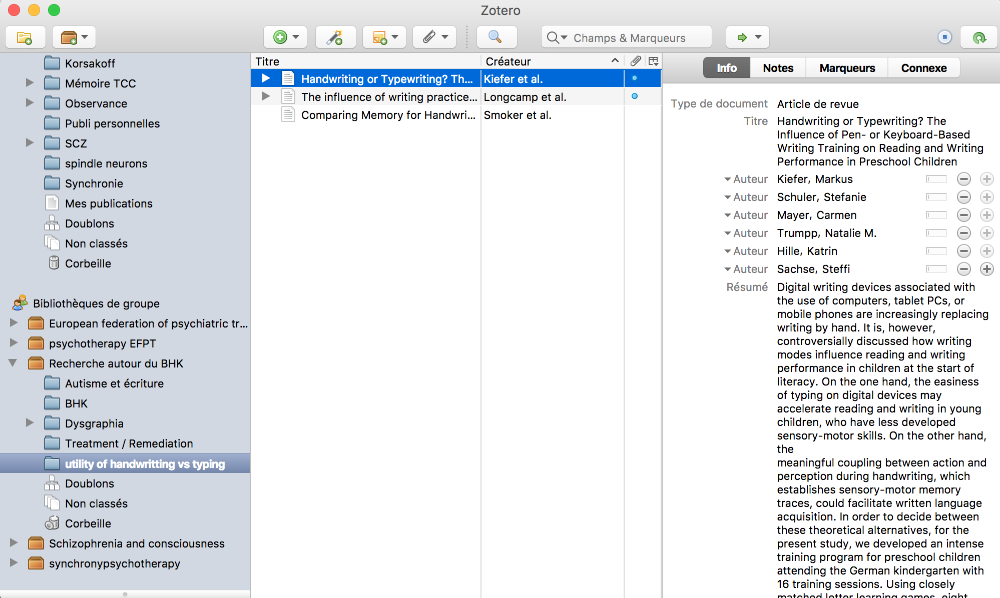 Zotero
Champs & Marqueurs
Korsakoff
Mémoire TCC
Observance
Publi personnelles
SCZ
spindle neurons
Synchronie
Mes publications
Doublons
Non classés
Corbeille
Bibliothèques de groupe
European federation of psychiatric tr...
psychotherapy EFPT
Recherche autour du BHK
Autisme et écriture
BHK
Dysgraphia
Treatment / Remediation
utility of handwritting vs typing
Doublons
Non classés
Corbeille
Schizophrenia and consciousness
synchronypsychotherapy
Titre Créateur
Handwriting or Typewriting? Th... Kiefer et al.
The influence of writing practice... Longcamp et al.
Comparing Memory for Handwri... Smoker et al.
Info Notes Marqueurs Connexe
Type de document Article de revue
Titre Handwriting or Typewriting? The
Influence of Pen- or Keyboard-Based
Writing Training on Reading and Writing
Performance in Preschool Children
Auteur Kiefer, Markus
Auteur Schuler, Stefanie
Auteur Mayer, Carmen
Auteur Trumpp, Natalie M.
Auteur Hille, Katrin
Auteur Sachse, Steffi
Résumé Digital writing devices associated with
the use of computers, tablet PCs, or
mobile phones are increasingly replacing
writing by hand. It is, however,
controversially discussed how writing
modes influence reading and writing
performance in children at the start of
literacy. On the one hand, the easiness
of typing on digital devices may
accelerate reading and writing in young
children, who have less developed
sensory-motor skills. On the other hand,
the
meaningful coupling between action and
perception during handwriting, which
establishes sensory-motor memory
traces, could facilitate written language
acquisition. In order to decide between
these theoretical alternatives, for the
present study, we developed an intense
training program for preschool children
attending the German kindergarten with
16 training sessions. Using closely
matched letter learning games, eight